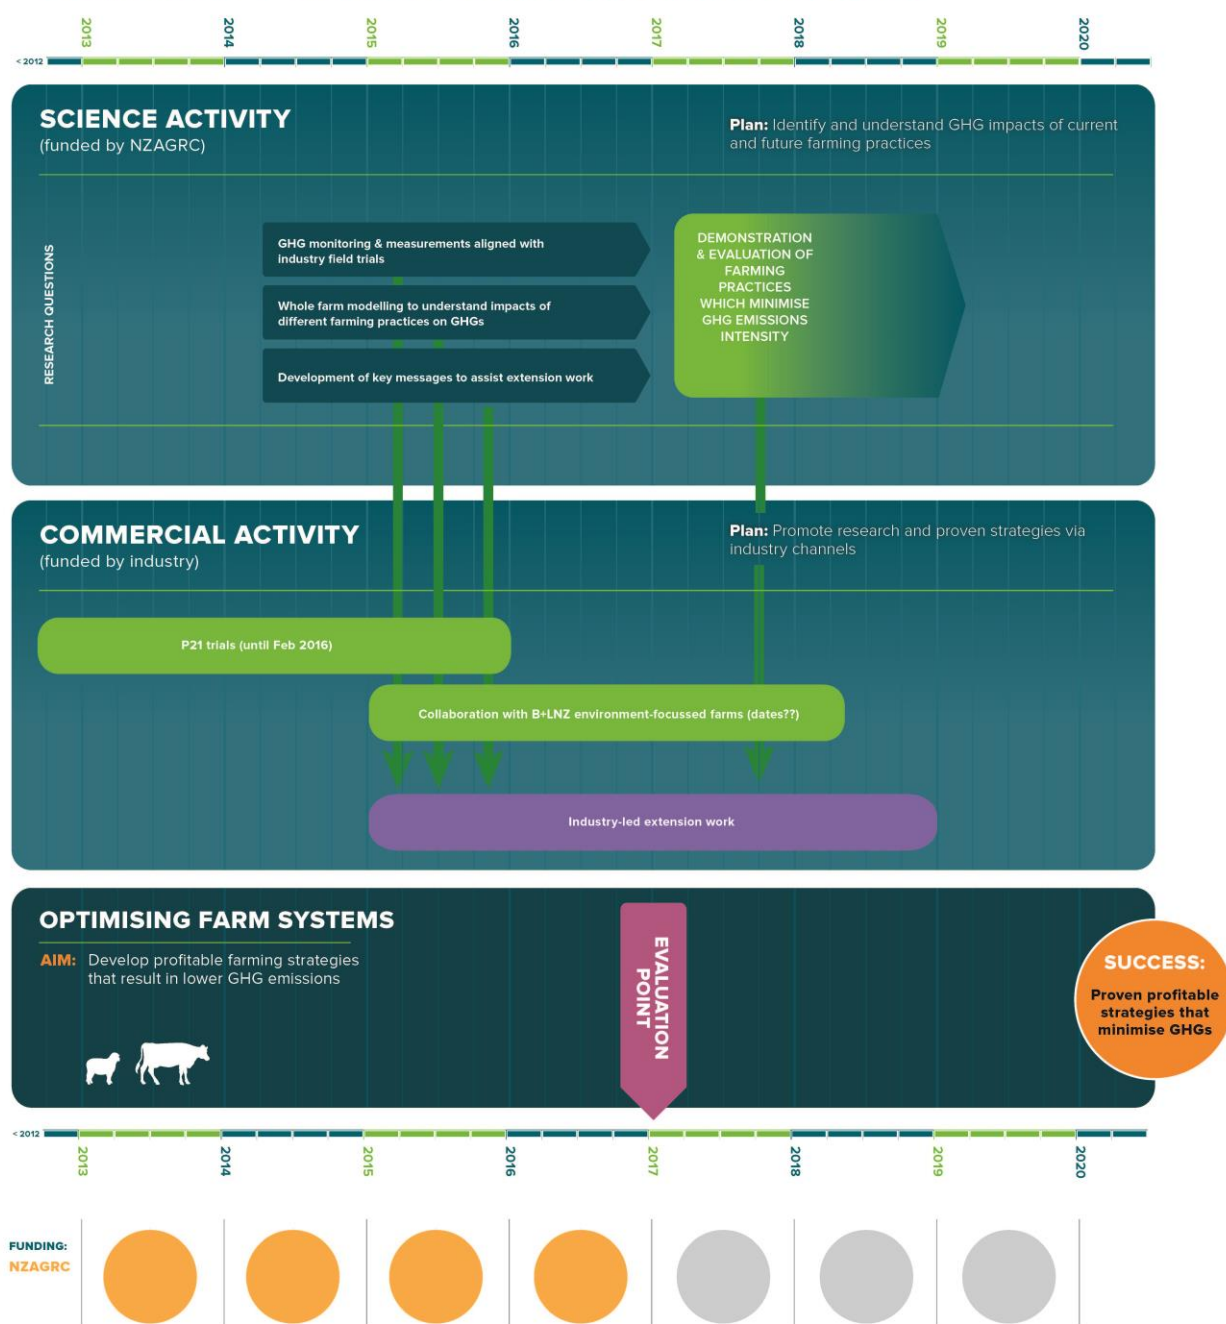 2013 2014 2015 2016 2017 2018 2019 2020
< 2012
SCIENCE ACTIVITY
(funded by NZAGRC)
Plan: Identify and understand GHG impacts of current
and future farming practices
RESEARCH QUESTIONS
GHG monitoring & measurements aligned with
industry field trials
Whole farm modelling to understand impacts of
different farming practices on GHGs
Development of key messages to assist extension work
DEMONSTRATION
& EVALUATION OF
FARMING
PRACTICES
WHICH MINIMISE
GHG EMISSIONS
INTENSITY
COMMERCIAL ACTIVITY
(funded by industry)
Plan: Promote research and proven strategies via
industry channels
P21 trials (until Feb 2016)
Collaboration with B+LNZ environment-focussed farms (dates??)
Industry-led extension work
OPTIMISING FARM SYSTEMS
AIM: Develop profitable farming strategies
that result in lower GHG emissions
EVALUATION
POINT
SUCCESS:
Proven profitable
strategies that
minimise GHGs
< 2012
2013 2014 2015 2016 2017 2018 2019 2020
FUNDING:
NZAGRC